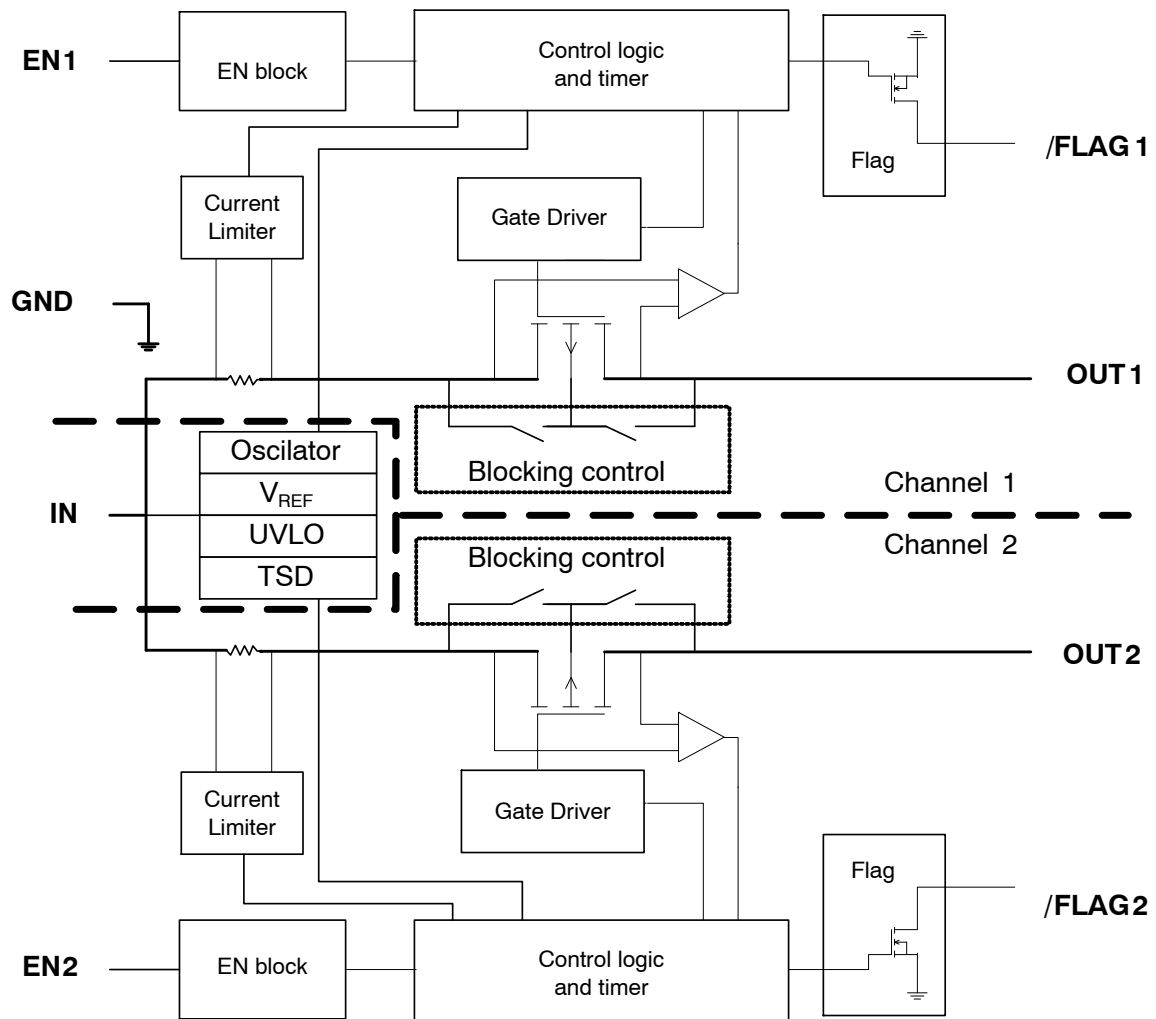 EN1
EN block
Control logic
and timer
Flag
/FLAG1
Current
Limiter
Gate Driver
GND
OUT1
Oscilator
VREF
UVLO
TSD
IN
Blocking control
Channel 1
Channel 2
Blocking control
OUT2
Current
Limiter
Gate Driver
Flag
/FLAG2
EN2
EN block
Control logic
and timer